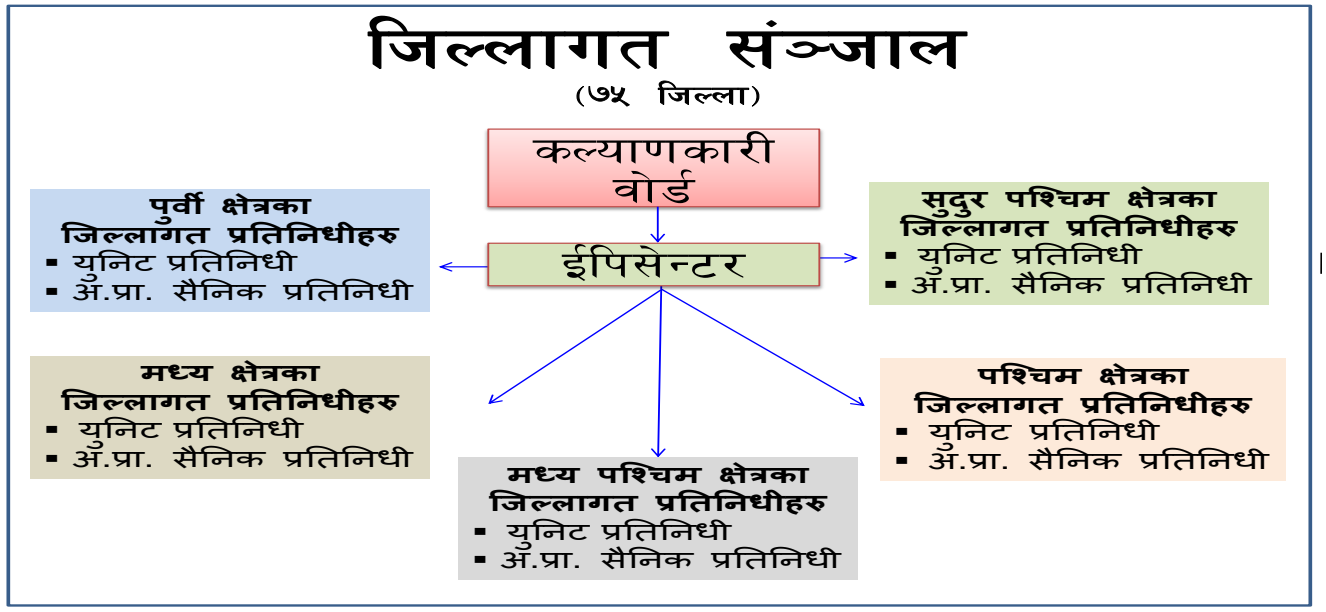 जिल्लागत संञ्जाल
(७५ जिल्ला)
कल्याणकारी
वोर्ड
ईपिसेन्टर
पुर्वी क्षेत्रका
जिल्लागत प्रतिनिधीहरु
▪ युनिट प्रतिनिधी
▪ अ.प्रा. सैनिक प्रतिनिधी
सुदुर पश्चिम क्षेत्रका
जिल्लागत प्रतिनिधीहरु
▪ युनिट प्रतिनिधी
▪ अ.प्रा. सैनिक प्रतिनिधी
मध्य क्षेत्रका
जिल्लागत प्रतिनिधीहरु
▪ युनिट प्रतिनिधी
▪ अ.प्रा. सैनिक प्रतिनिधी
पश्चिम क्षेत्रका
जिल्लागत प्रतिनिधीहरु
▪ युनिट प्रतिनिधी
▪ अ.प्रा. सैनिक प्रतिनिधी
मध्य पश्चिम क्षेत्रका
जिल्लागत प्रतिनिधीहरु
▪ युनिट प्रतिनिधी
▪ अ.प्रा. सैनिक प्रतिनिधी